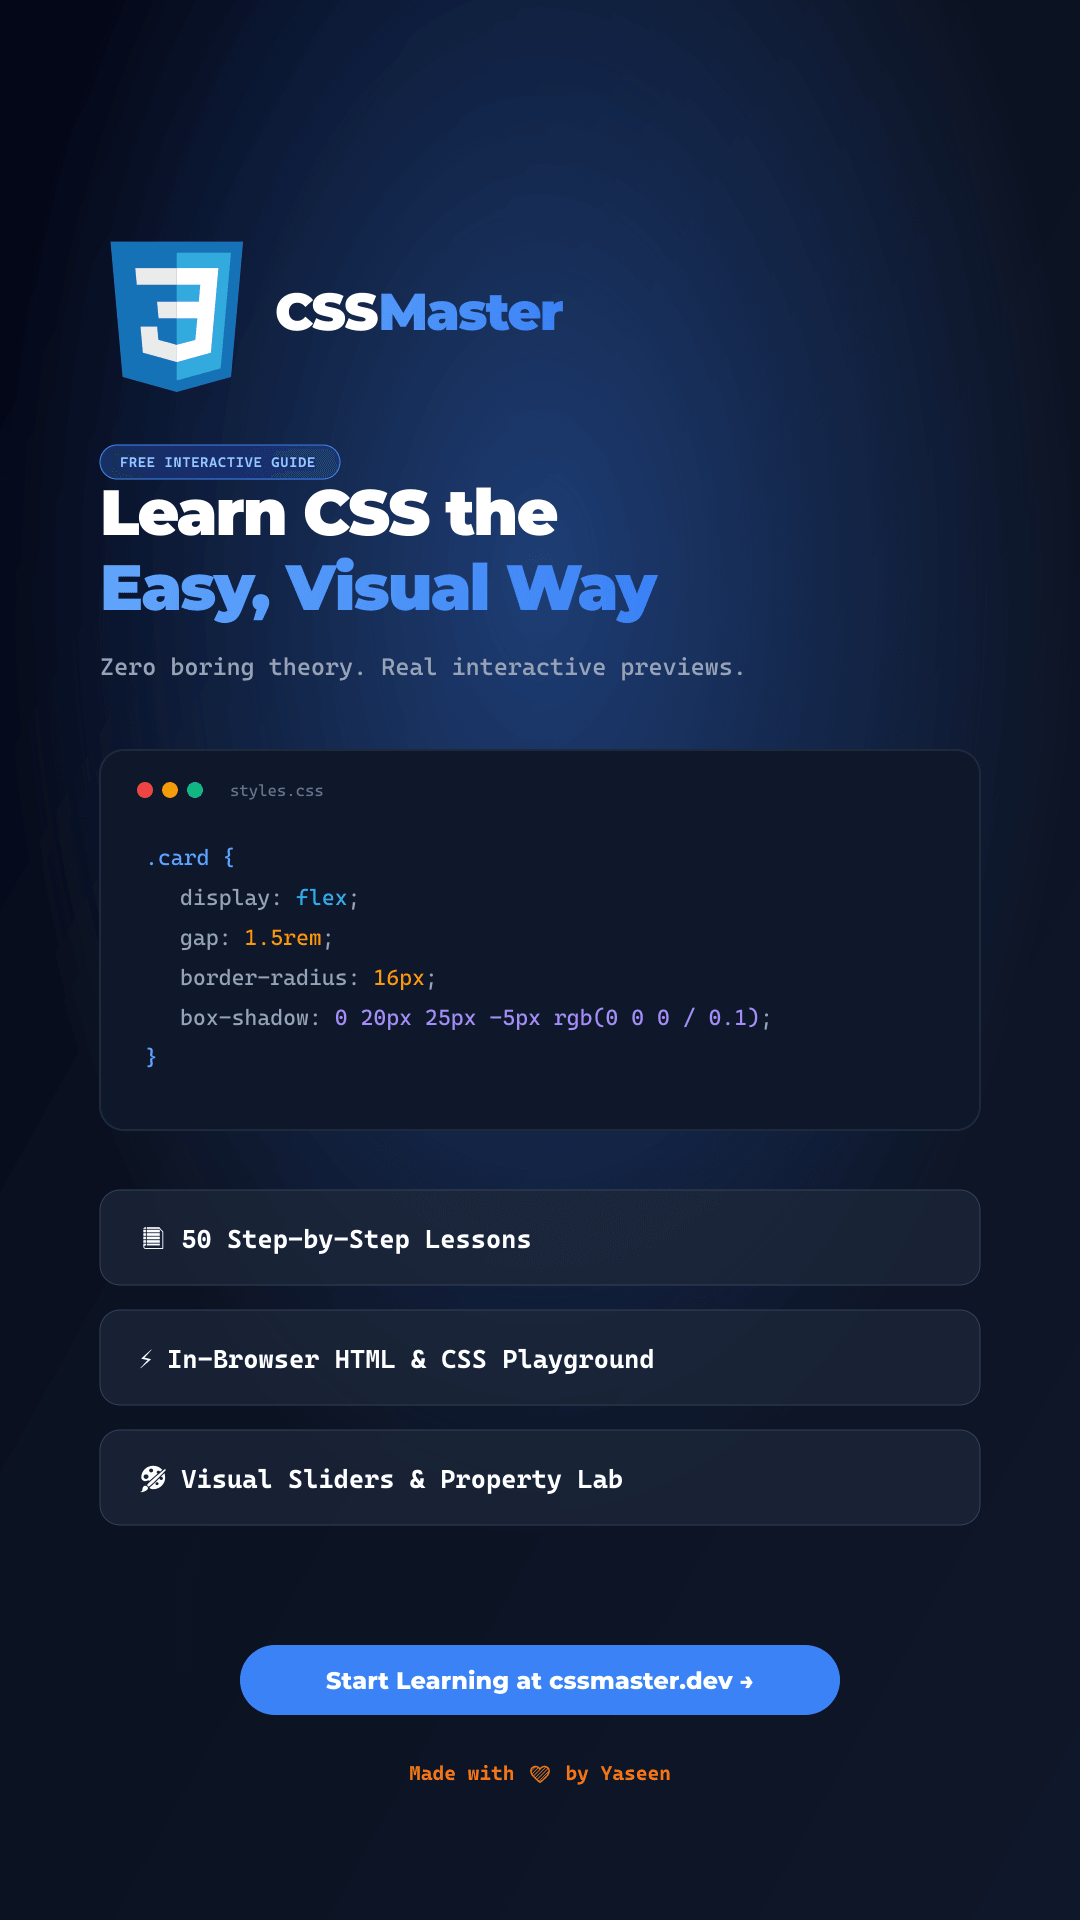 CSSMaster
FREE INTERACTIVE GUIDE
Learn CSS the
Easy, Visual Way
Zero boring theory. Real interactive previews.
styles.css
.card {
display: flex;
gap: 1.5rem;
border-radius: 16px;
box-shadow: 0 20px 25px -5px rgb(0 0 0 / 0.1);
}
50 Step-by-Step Lessons
⚡ In-Browser HTML & CSS Playground
Visual Sliders & Property Lab
Start Learning at cssmaster.dev →
Made with ♥ by Yaseen